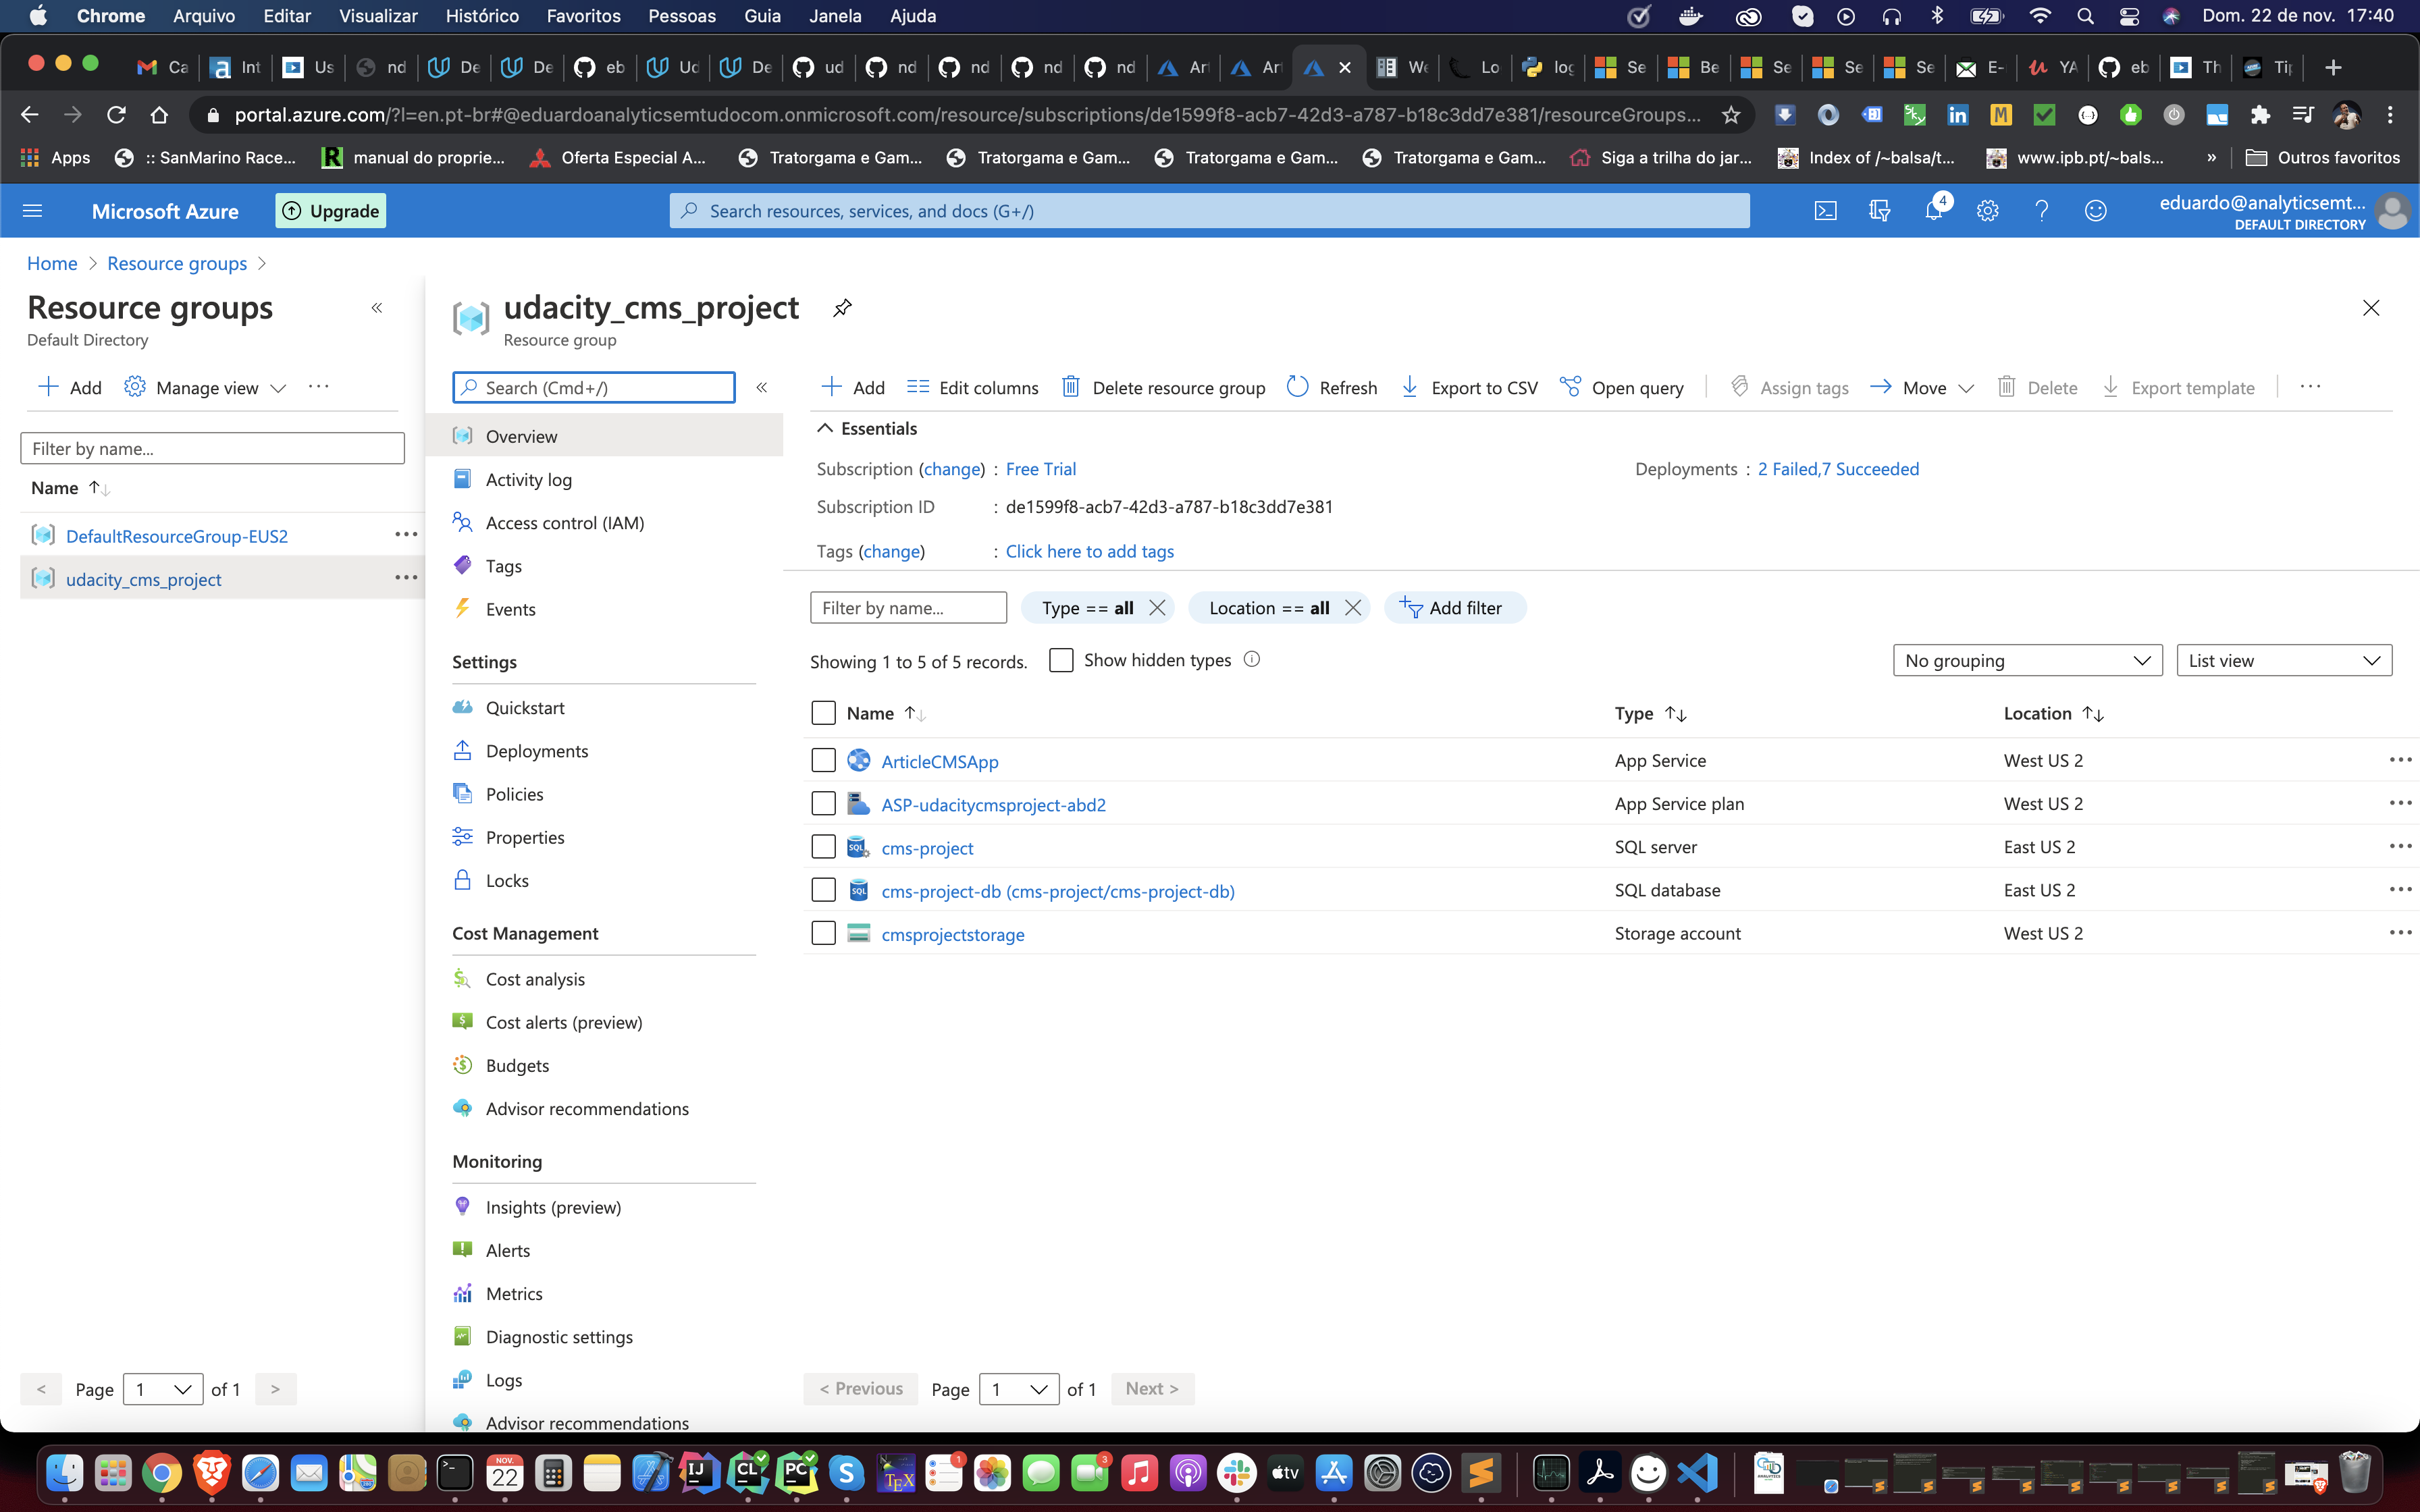 Chrome Arquivo Editar Visualizar Histórico Favoritos Pessoas Guia Janela Ajuda Dom. 22 de nov. 17:40
Ca Int Us nd De De eb Ud De ud nd nd nd nd Art Art We Lo log Se Be Se Se Se E- YA eb Th Tip
portal.azure.com/?l=en.pt-br#@eduardoanalyticsemtudocom.onmicrosoft.com/resource/subscriptions/de1599f8-acb7-42d3-a787-b18c3dd7e381/resourceGroups...
Apps :: SanMarino Race... manual do proprie... Oferta Especial A... Tratorgama e Gam... Tratorgama e Gam... Tratorgama e Gam... Tratorgama e Gam... Siga a trilha do jar... Index of /~balsa/t... www.ipb.pt/~bals... » Outros favoritos
Microsoft Azure Upgrade Search resources, services, and docs (G+/) 4 eduardo@analyticsemt...
DEFAULT DIRECTORY
Home > Resource groups >
Resource groups «
Default Directory
Add Manage view ...
Filter by name...
Name ↑↓
DefaultResourceGroup-EUS2 ...
udacity_cms_project ...
< Page 1 of 1 >
udacity_cms_project
Resource group
Search (Cmd+/) «
Overview
Activity log
Access control (IAM)
Tags
Events
Settings
Quickstart
Deployments
Policies
Properties
Locks
Cost Management
Cost analysis
Cost alerts (preview)
Budgets
Advisor recommendations
Monitoring
Insights (preview)
Alerts
Metrics
Diagnostic settings
Logs
Advisor recommendations
Add Edit columns Delete resource group Refresh Export to CSV Open query Assign tags Move Delete Export template ...
Essentials
Subscription (change) : Free Trial Deployments : 2 Failed,7 Succeeded
Subscription ID : de1599f8-acb7-42d3-a787-b18c3dd7e381
Tags (change) : Click here to add tags
Filter by name... Type == all Location == all Add filter
Showing 1 to 5 of 5 records. Show hidden types No grouping List view
Name ↑↓ Type ↑↓ Location ↑↓
ArticleCMSApp App Service West US 2 ...
ASP-udacitycmsproject-abd2 App Service plan West US 2 ...
cms-project SQL server East US 2 ...
cms-project-db (cms-project/cms-project-db) SQL database East US 2 ...
cmsprojectstorage Storage account West US 2 ...
< Previous Page 1 of 1 Next >
NOV. 22 IJ CL PC S TEX 1 3 tv